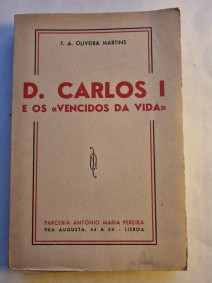 F. A. OLIVEIRA MARTINS
D. CARLOS I
E OS «VENCIDOS DA VIDA»
PARCERIA ANTÓNIO MARIA PEREIRA
RUA AUGUSTA, 44 A 54 - LISBOA